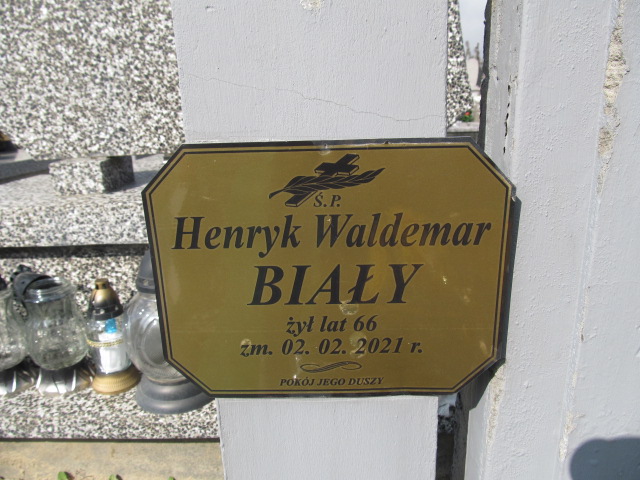 Ś.P.
Henryk Waldemar
BIAŁY
żył lat 66
zm. 02. 02. 2021 r.
POKÓJ JEGO DUSZY